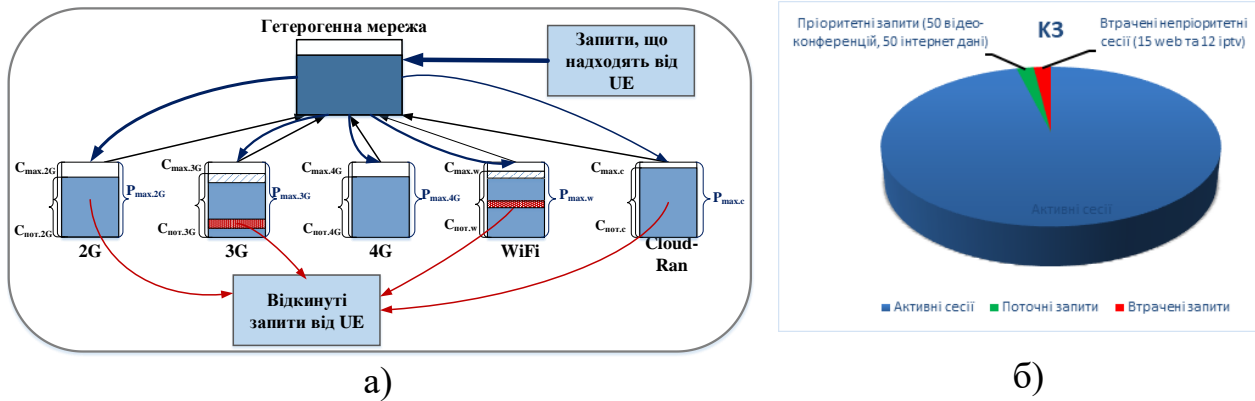 Гетерогенна мережа
Запити, що
надходять від
UE
Cmax.2G
Pmax.2G
Cпот.2G
2G
Cmax.3G
Pmax.3G
Cпот.3G
3G
Cmax.4G
Pmax.4G
Cпот.4G
4G
Cmax.w
Pmax.w
Cпот.w
WiFi
Cmax.c
Pmax.c
Cпот.c
Cloud-
Ran
Відкинуті
запити від UE
а)
Пріоритетні запити (50 відео-
конференцій, 50 інтернет дані)
К3
Втрачені непріоритетні
сесії (15 web та 12 iptv)
Активні сесії
Активні сесії
Поточні запити
Втрачені запити
б)